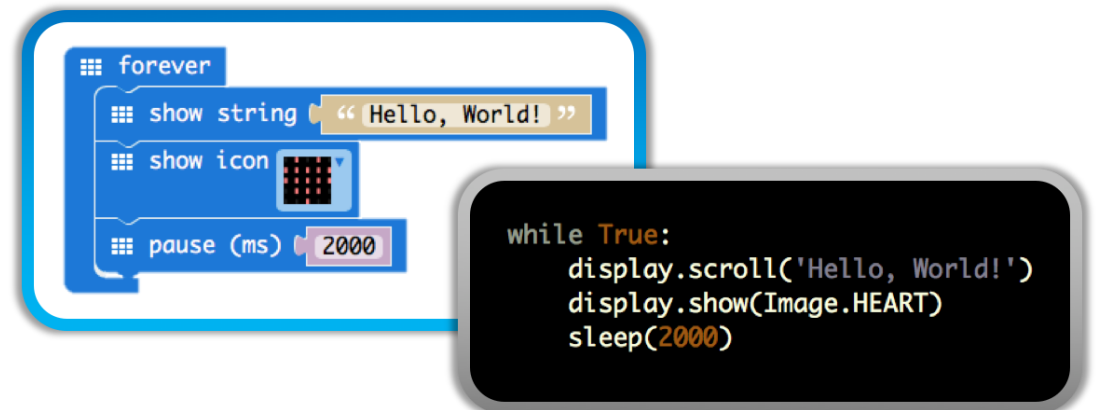 forever
show string “ Hello, World! ”
show icon
pause (ms) 2000
while True:
    display.scroll('Hello, World!')
    display.show(Image.HEART)
    sleep(2000)